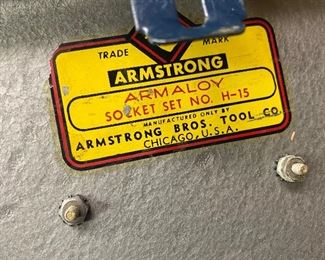 TRADE MARK
ARMSTRONG
ARMALOY
SOCKET SET NO. H-15
MANUFACTURED ONLY BY
ARMSTRONG BROS. TOOL CO.
CHICAGO, U.S.A.